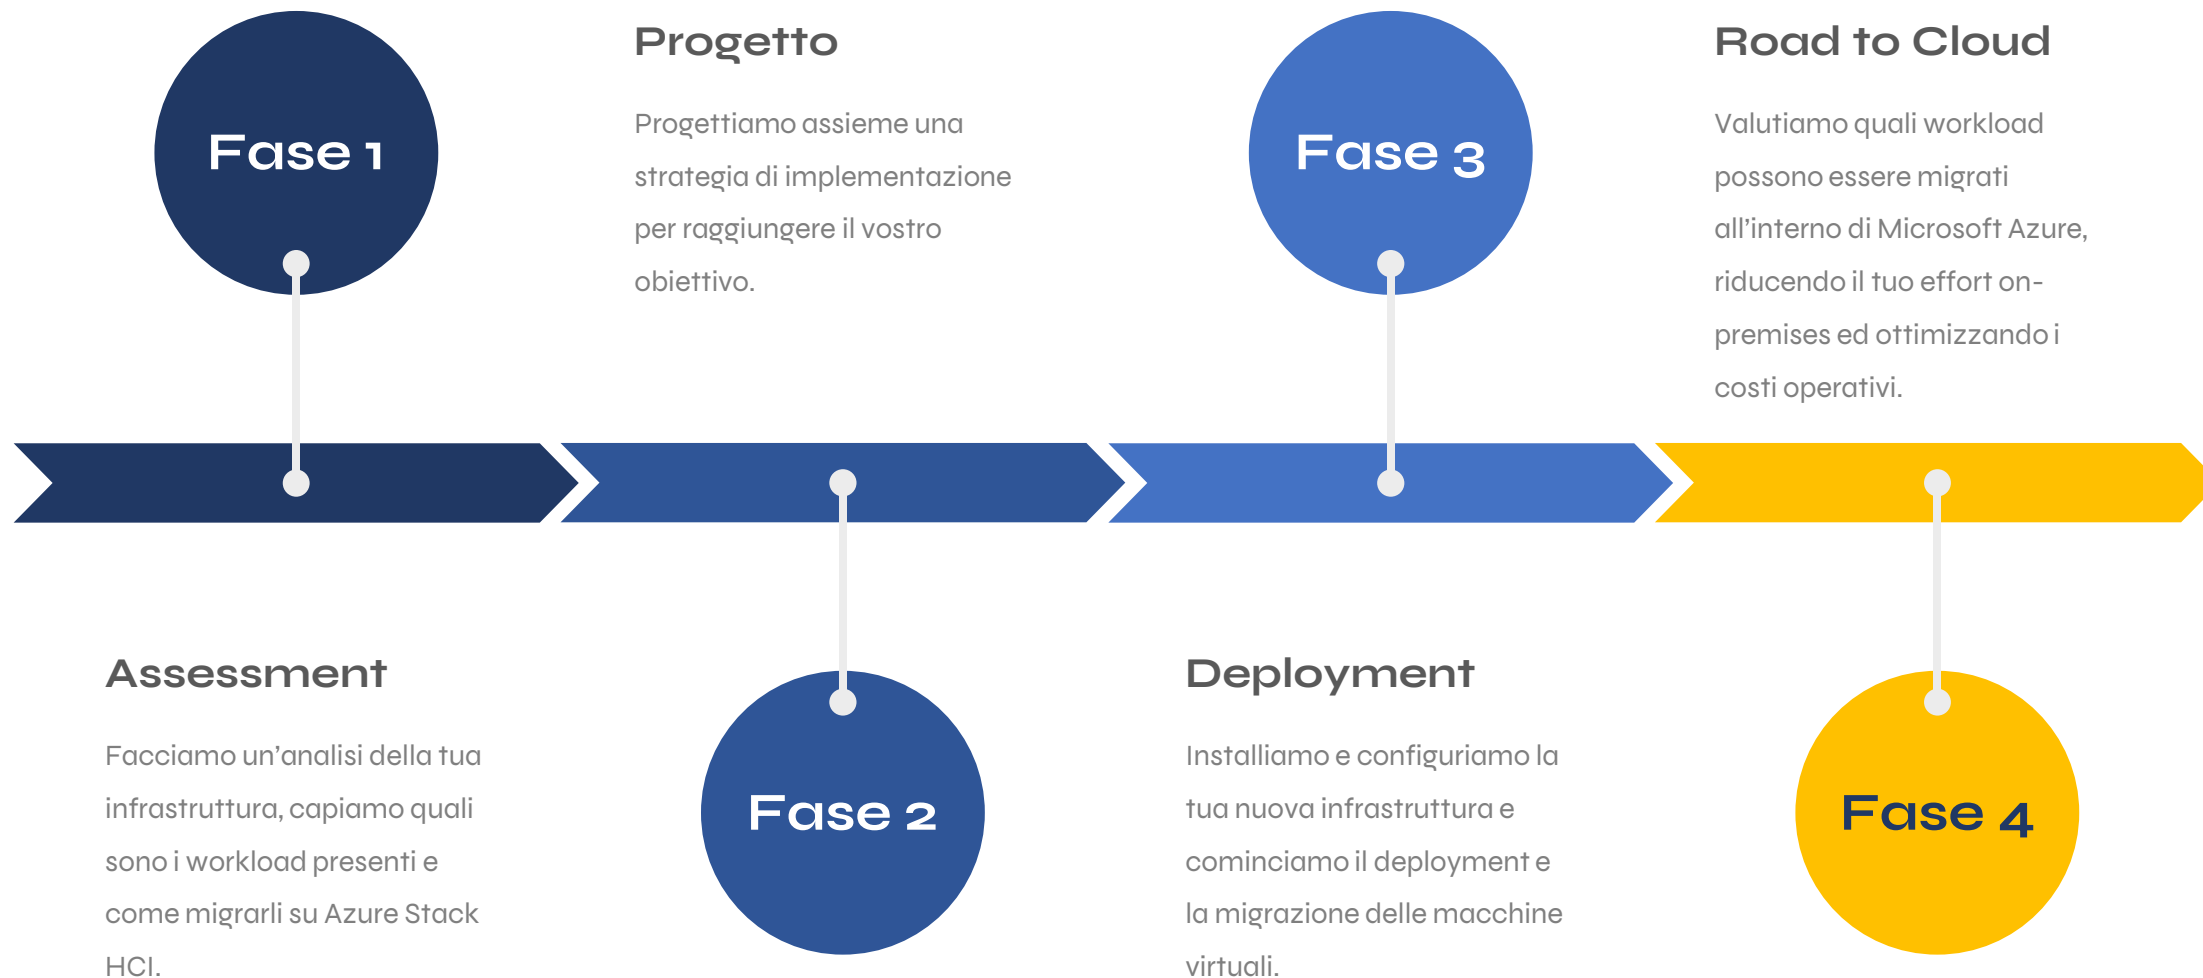 Fase 1
Assessment
Facciamo un’analisi della tua
infrastruttura, capiamo quali
sono i workload presenti e
come migrarli su Azure Stack
HCI.
Progetto
Progettiamo assieme una
strategia di implementazione
per raggiungere il vostro
obiettivo.
Fase 2
Fase 3
Deployment
Installiamo e configuriamo la
tua nuova infrastruttura e
cominciamo il deployment e
la migrazione delle macchine
virtuali.
Road to Cloud
Valutiamo quali workload
possono essere migrati
all’interno di Microsoft Azure,
riducendo il tuo effort on-
premises ed ottimizzando i
costi operativi.
Fase 4